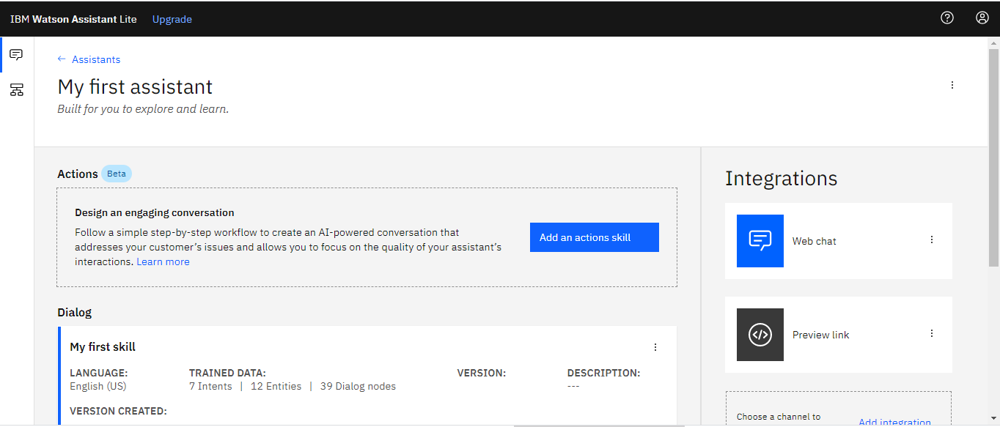 IBM Watson Assistant Lite Upgrade
Assistants
My first assistant
Built for you to explore and learn.
Actions Beta
Design an engaging conversation
Follow a simple step-by-step workflow to create an AI-powered conversation that
addresses your customer’s issues and allows you to focus on the quality of your assistant’s
interactions. Learn more
Add an actions skill
Dialog
My first skill
LANGUAGE: TRAINED DATA: VERSION: DESCRIPTION:
English (US) 7 Intents | 12 Entities | 39 Dialog nodes ---
VERSION CREATED:
Integrations
Web chat
Preview link
Choose a channel to
Add integration